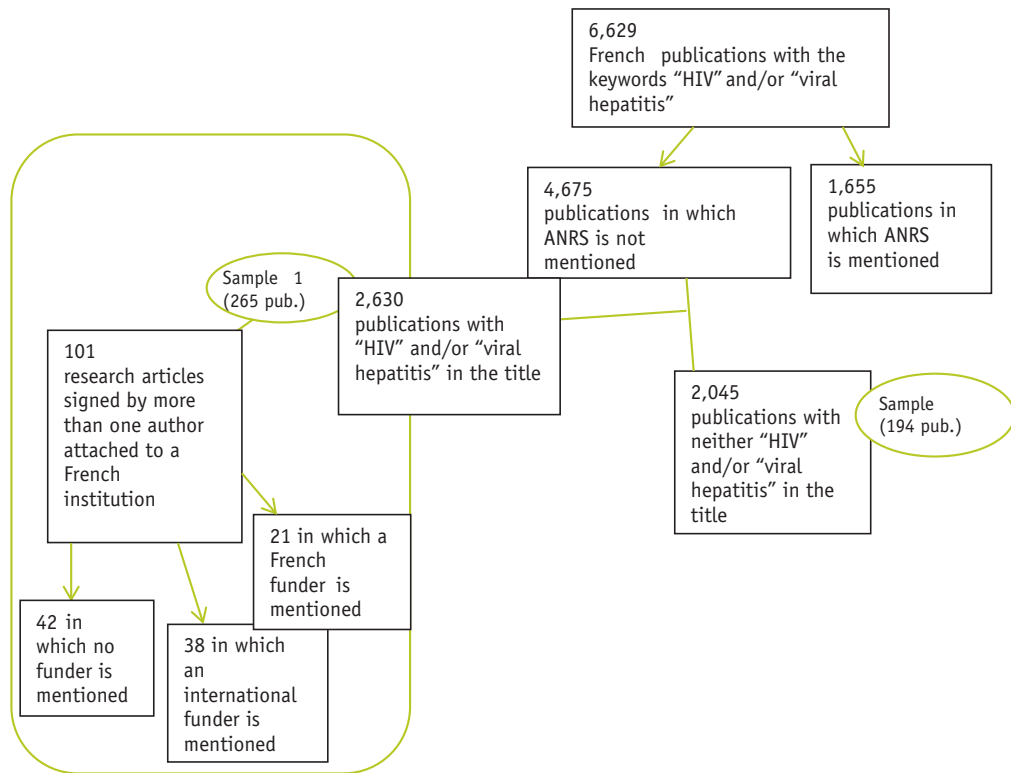 6,629
French publications with the
keywords “HIV” and/or “viral
hepatitis”
4,675
publications in which
ANRS is not
mentioned
1,655
publications in
which ANRS
is mentioned
Sample 1
(265 pub.)
2,630
publications with
“HIV” and/or “viral
hepatitis” in the title
101
research articles
signed by more
than one author
attached to a
French
institution
2,045
publications with
neither “HIV”
and/or “viral
hepatitis” in the
title
Sample
(194 pub.)
21 in which a
French
funder is
mentioned
42 in
which no
funder is
mentioned
38 in which
an
international
funder is
mentioned